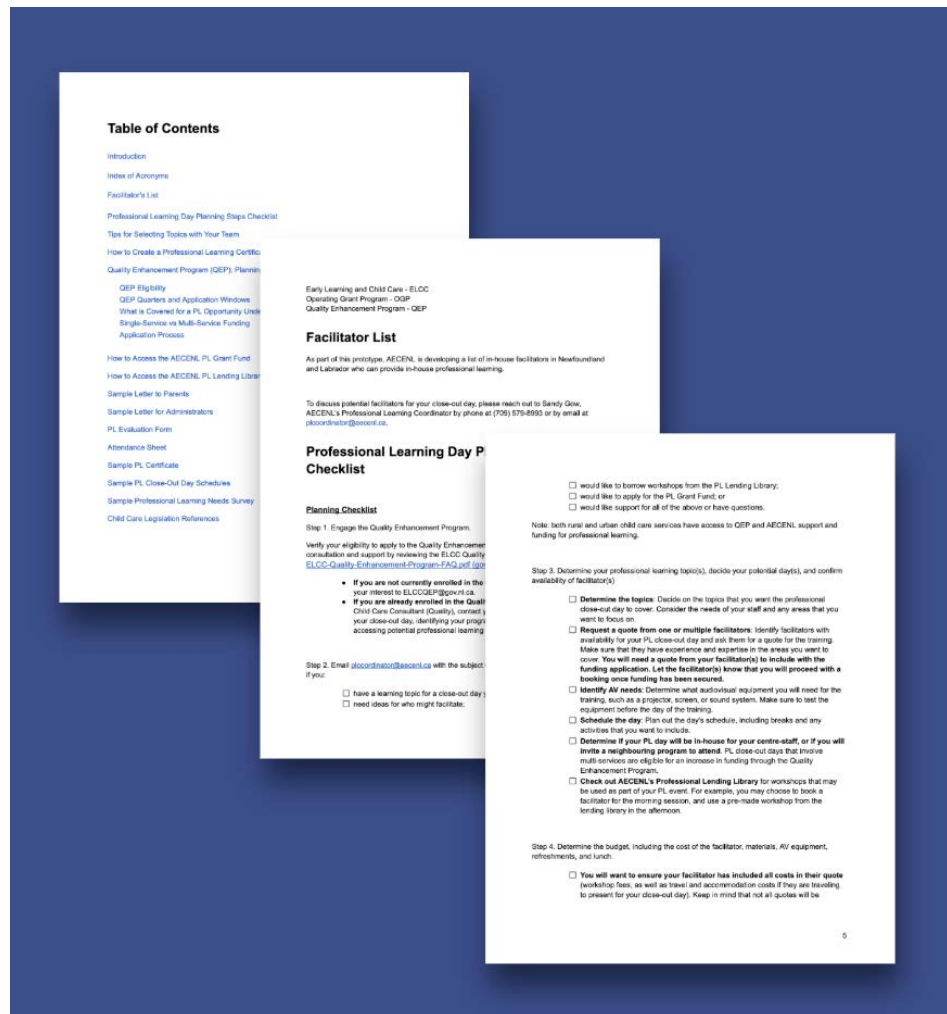 Table of Contents
Introduction
Index of Acronyms
Facilitator's List
Professional Learning Day Planning Steps Checklist
Tips for Selecting Topics with Your Team
How to Create a Professional Learning Certific
Quality Enhancement Program (QEP): Plannin
QEP Eligibility
QEP Quarters and Application Windows
What is Covered for a PL Opportunity Unde
Single-Service vs Multi-Service Funding
Application Process
How to Access the AECENL PL Grant Fund
How to Access the AECENL PL Lending Librar
Sample Letter to Parents
Sample Letter for Administrators
PL Evaluation Form
Attendance Sheet
Sample PL Certificate
Sample PL Close-Out Day Schedules
Sample Professional Learning Needs Survey
Child Care Legislation References
Early Learning and Child Care - ELCC
Operating Grant Program - OGP
Quality Enhancement Program - QEP
Facilitator List
As part of this prototype, AECENL is developing a list of in-house facilitators in Newfoundland
and Labrador who can provide in-house professional learning.
To discuss potential facilitators for your close-out day, please reach out to Sandy Gow,
AECENL's Professional Learning Coordinator by phone at (709) 579-8993 or by email at
plcoordinator@aecenl.ca.
Professional Learning Day P
Checklist
Planning Checklist
Step 1. Engage the Quality Enhancement Program.
Verify your eligibility to apply to the Quality Enhancemen
consultation and support by reviewing the ELCC Quality
ELCC-Quality-Enhancement-Program-FAQ.pdf (gov
• If you are not currently enrolled in the
your interest to ELCCQEP@gov.nl.ca.
• If you are already enrolled in the Qualit
Child Care Consultant (Quality), contact y
your close-out day, identifying your progra
accessing potential professional learning
Step 2. Email plcoordinator@aecenl.ca with the subject
if you:
☐ have a learning topic for a close-out day y
☐ need ideas for who might facilitate;
☐ would like to borrow workshops from the PL Lending Library;
☐ would like to apply for the PL Grant Fund; or
☐ would like support for all of the above or have questions.
Note: both rural and urban child care services have access to QEP and AECENL support and
funding for professional learning.
Step 3. Determine your professional learning topic(s), decide your potential day(s), and confirm
availability of facilitator(s)
☐ Determine the topics: Decide on the topics that you want the professional
close-out day to cover. Consider the needs of your staff and any areas that you
want to focus on.
☐ Request a quote from one or multiple facilitators: Identify facilitators with
availability for your PL close-out day and ask them for a quote for the training.
Make sure that they have experience and expertise in the areas you want to
cover. You will need a quote from your facilitator(s) to include with the
funding application. Let the facilitator(s) know that you will proceed with a
booking once funding has been secured.
☐ Identify AV needs: Determine what audiovisual equipment you will need for the
training, such as a projector, screen, or sound system. Make sure to test the
equipment before the day of the training.
☐ Schedule the day: Plan out the day's schedule, including breaks and any
activities that you want to include.
☐ Determine if your PL day will be in-house for your centre-staff, or if you will
invite a neighbouring program to attend. PL close-out days that involve
multi-services are eligible for an increase in funding through the Quality
Enhancement Program.
☐ Check out AECENL's Professional Lending Library for workshops that may
be used as part of your PL event. For example, you may choose to book a
facilitator for the morning session, and use a pre-made workshop from the
lending library in the afternoon.
Step 4. Determine the budget, including the cost of the facilitator, materials, AV equipment,
refreshments, and lunch.
☐ You will want to ensure your facilitator has included all costs in their quote
(workshop fees, as well as travel and accommodation costs if they are traveling
to present for your close-out day). Keep in mind that not all quotes will be
5